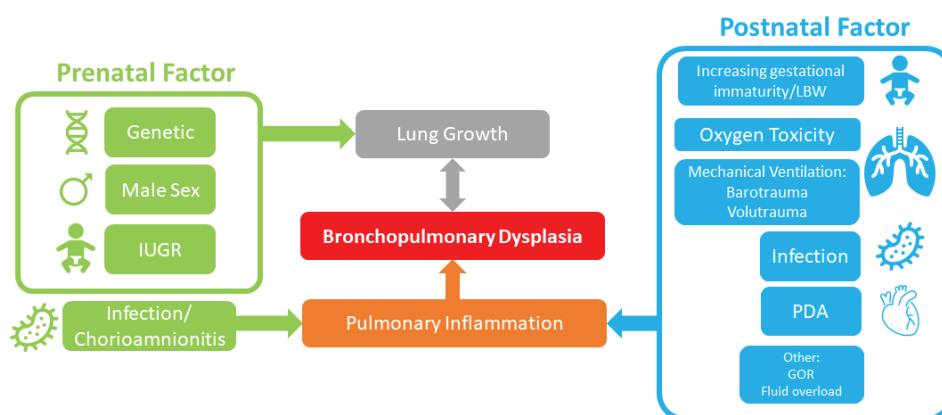 Postnatal Factor
Prenatal Factor
Genetic
Male Sex
IUGR
Infection/
Chorioamnionitis
Lung Growth
Bronchopulmonary Dysplasia
Pulmonary Inflammation
Increasing gestational
immaturity/LBW
Oxygen Toxicity
Mechanical Ventilation:
Barotrauma
Volutrauma
Infection
PDA
Other:
GOR
Fluid overload